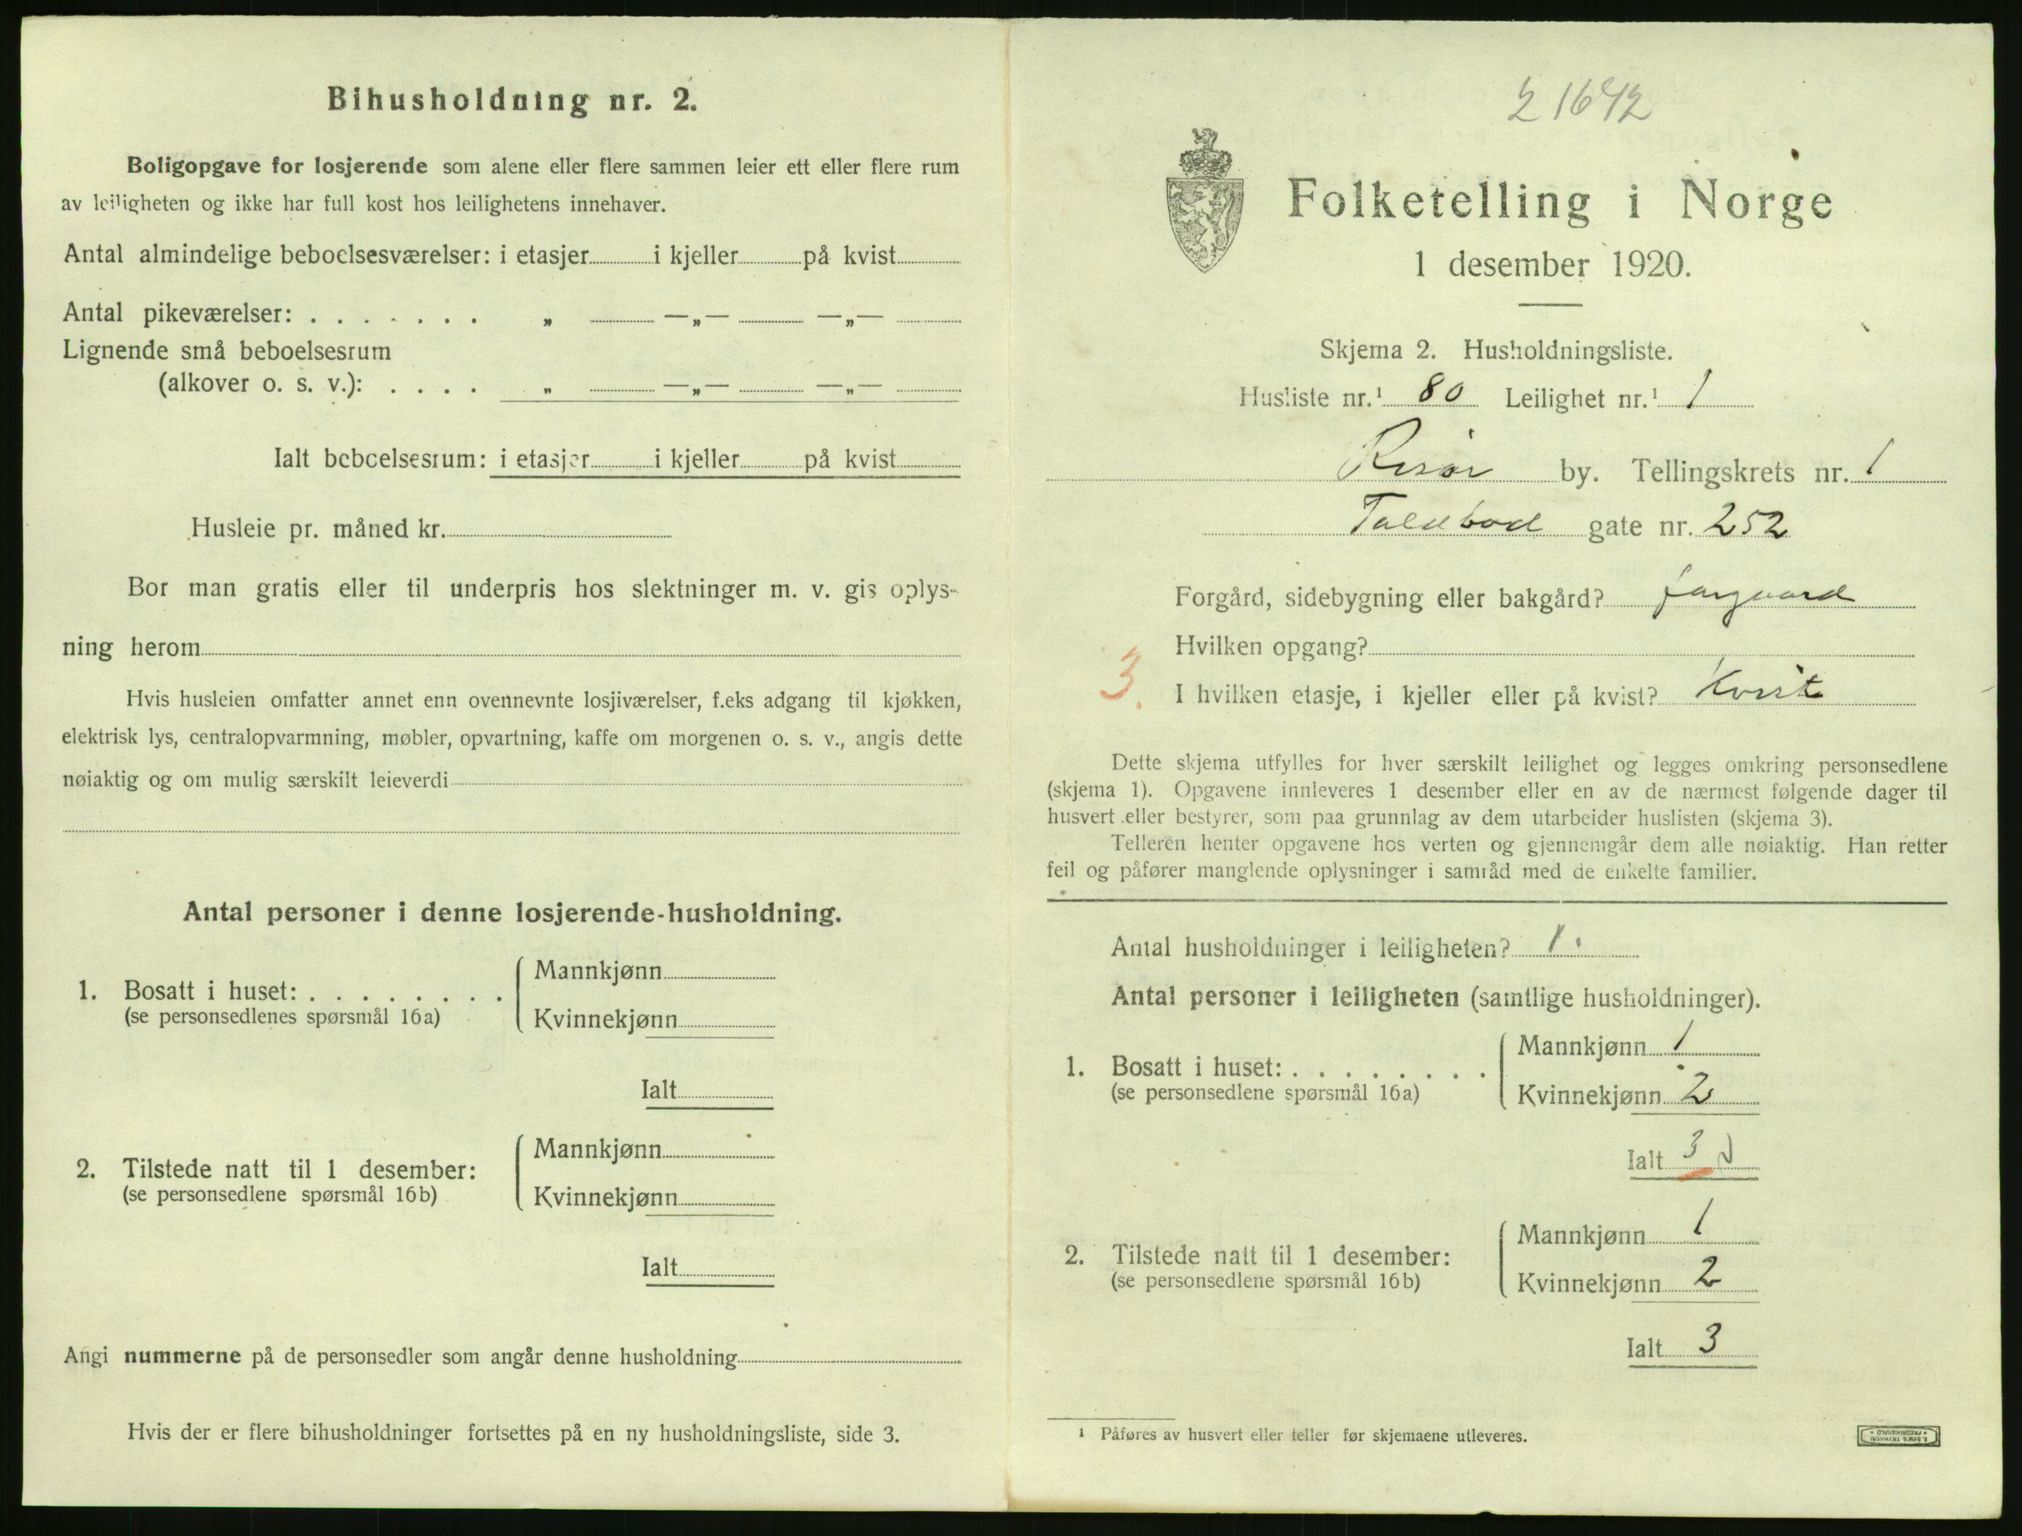 Bihusholdning nr. 2.
Boligopgave for losjerende som alene eller flere sammen leier ett eller flere rum
av leiligheten og ikke har full kost hos leilighetens innehaver.
Antal almindelige beboelsesværelser: i etasjer i kjeller på kvist
Antal pikeværelser: . . . . . . . „ —„— —„—
Lignende små beboelsesrum
(alkover o. s. v.): . . . . „ —„— —„—
Ialt beboelsesrum: i etasjer i kjeller på kvist
Husleie pr. måned kr.
Bor man gratis eller til underpris hos slektninger m. v. gis oplys-
ning herom
Hvis husleien omfatter annet enn ovennevnte losjiværelser, f.eks adgang til kjøkken,
elektrisk lys, centralopvarmning, møbler, opvartning, kaffe om morgenen o. s. v., angis dette
nøiaktig og om mulig særskilt leieverdi
Antal personer i denne losjerende-husholdning.
1. Bosatt i huset: . . . . . . . .
(se personsedlenes spørsmål 16a)
Mannkjønn
Kvinnekjønn
Ialt
2. Tilstede natt til 1 desember:
(se personsedlene spørsmål 16b)
Mannkjønn
Kvinnekjønn
Ialt
Angi nummerne på de personsedler som angår denne husholdning
Hvis der er flere bihusholdninger fortsettes på en ny husholdningsliste, side 3.
21642
Folketelling i Norge
1 desember 1920.
Skjema 2. Husholdningsliste.
Husliste nr.¹ 80 Leilighet nr.¹ 1
Risør by. Tellingskrets nr. 1
Toldbod gate nr. 252
Forgård, sidebygning eller bakgård? forgaard
Hvilken opgang?
3.
I hvilken etasje, i kjeller eller på kvist? Kvist
Dette skjema utfylles for hver særskilt leilighet og legges omkring personsedlene
(skjema 1). Opgavene innleveres 1 desember eller en av de nærmest følgende dager til
husvert eller bestyrer, som paa grunnlag av dem utarbeider huslisten (skjema 3).
Telleren henter opgavene hos verten og gjennemgår dem alle nøiaktig. Han retter
feil og påfører manglende oplysninger i samråd med de enkelte familier.
Antal husholdninger i leiligheten? 1.
Antal personer i leiligheten (samtlige husholdninger).
1. Bosatt i huset: . . . . . . . .
(se personsedlene spørsmål 16a)
Mannkjønn 1
Kvinnekjønn 2
Ialt 3
2. Tilstede natt til 1 desember:
(se personsedlene spørsmål 16b)
Mannkjønn 1
Kvinnekjønn 2
Ialt 3
¹ Påføres av husvert eller teller før skjemaene utleveres.